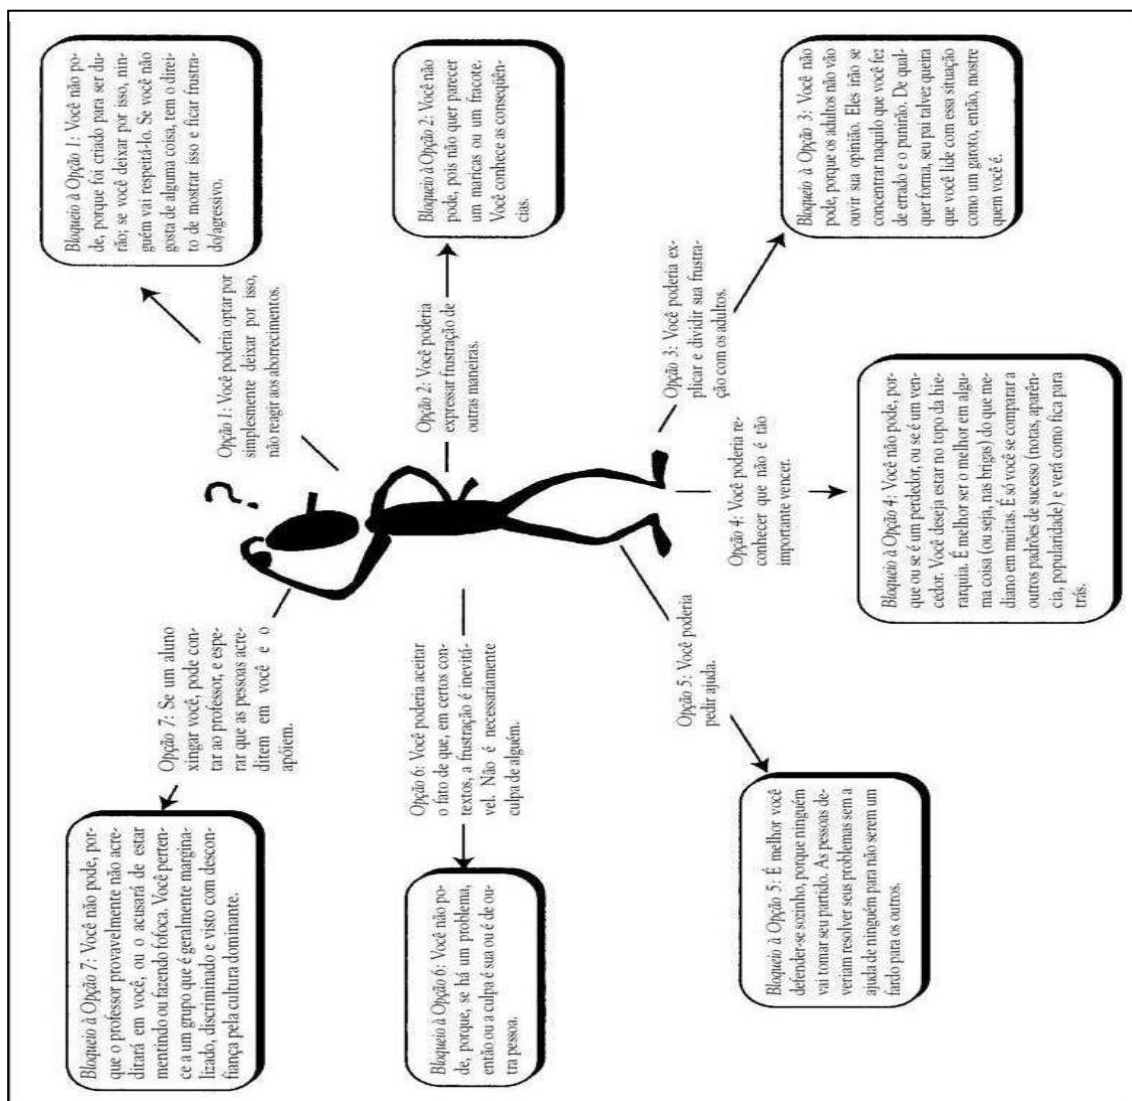 Bloqueio à Opção 7: Você não pode, por-
que o professor provavelmente não acre-
ditará em você, ou o acusará de estar
mentindo ou fazendo fofoca. Você perten-
ce a um grupo que é geralmente margina-
lizado, discriminado e visto com descon-
fiança pela cultura dominante.
Opção 7: Se um aluno
xingar você, pode con-
tar ao professor, e espe-
rar que as pessoas acre-
ditem em você e o
apóiem.
?
Opção 1: Você poderia optar por
simplesmente deixar por isso,
não reagir aos aborrecimentos.
Bloqueio à Opção 1: Você não po-
de, porque foi criado para ser du-
rão; se você deixar por isso, nin-
guém vai respeitá-lo. Se você não
gosta de alguma coisa, tem o direi-
to de mostrar isso e ficar frustra-
do/agressivo.
Bloqueio à Opção 6: Você não po-
de, porque, se há um problema,
então ou a culpa é sua ou é de ou-
tra pessoa.
Opção 6: Você poderia aceitar
o fato de que, em certos con-
textos, a frustração é inevitá-
vel. Não é necessariamente
culpa de alguém.
Opção 2: Você poderia
expressar frustração de
outras maneiras.
Bloqueio à Opção 2: Você não
pode, pois não quer parecer
um maricas ou um fracote.
Você conhece as conseqüên-
cias.
Bloqueio à Opção 5: É melhor você
defender-se sozinho, porque ninguém
vai tomar seu partido. As pessoas de-
veriam resolver seus problemas sem a
ajuda de ninguém para não serem um
fardo para os outros.
Opção 5: Você poderia
pedir ajuda.
Opção 4: Você poderia re-
conhecer que não é tão
importante vencer.
Bloqueio à Opção 4: Você não pode, por-
que ou se é um perdedor, ou se é um ven-
cedor. Você deseja estar no topo da hie-
rarquia. É melhor ser o melhor em algu-
ma coisa (ou seja, nas brigas) do que me-
diano em muitas. É só você se comparar a
outros padrões de sucesso (notas, aparên-
cia, popularidade) e verá como fica para
trás.
Opção 3: Você poderia ex-
plicar e dividir sua frustra-
ção com os adultos.
Bloqueio à Opção 3: Você não
pode, porque os adultos não vão
ouvir sua opinião. Eles irão se
concentrar naquilo que você fez
de errado e o punirão. De qual-
quer forma, seu pai talvez queira
que você lide com essa situação
como um garoto, então, mostre
quem você é.